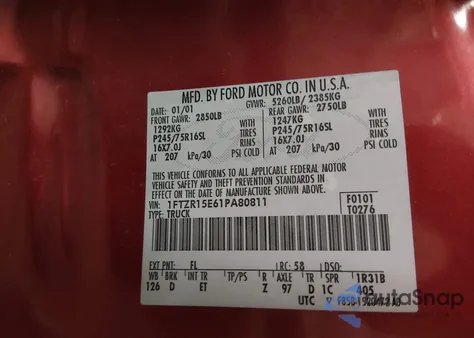 MFD. BY FORD MOTOR CO. IN U.S.A.
DATE: 01/01 GVWR: 5260LB/ 2385KG
FRONT GAWR: 2850LB REAR GAWR: 2750LB
1292KG WITH 1247KG WITH
P245/75R16SL TIRES P245/75R16SL TIRES
16X7.0J RIMS 16X7.0J RIMS
AT 207 kPa/30 PSI COLD AT 207 kPa/30 PSI COLD
THIS VEHICLE CONFORMS TO ALL APPLICABLE FEDERAL MOTOR
VEHICLE SAFETY AND THEFT PREVENTION STANDARDS IN
EFFECT ON THE DATE OF MANUFACTURE SHOWN ABOVE.
VIN: 1FTZR15E61PA80811 F0101
TYPE: TRUCK T0276
EXT PNT: FL RC: 58 DSO:
WB BRK INT TR TP/PS R AXLE TR SPR 1R31B
126 D ET Z 97 D 1C 405
UTC
AutoSnap